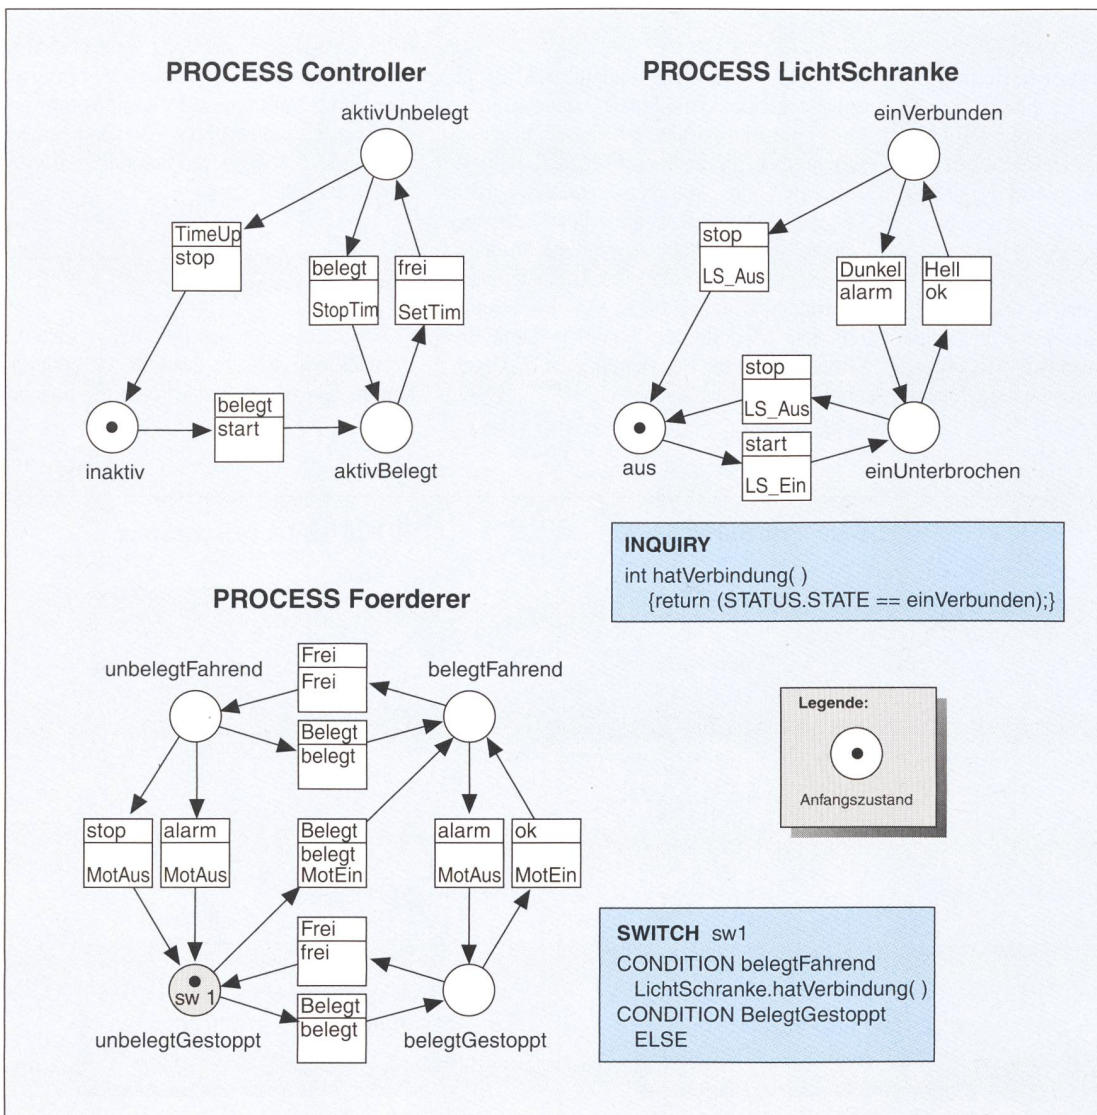 PROCESS Controller
aktivUnbelegt
TimeUp
stop
belegt
StopTim
frei
SetTim
belegt
start
inaktiv
aktivBelegt
PROCESS LichtSchranke
einVerbunden
stop
LS_Aus
Dunkel
alarm
Hell
ok
stop
LS_Aus
start
LS_Ein
aus
einUnterbrochen
INQUIRY
int hatVerbindung( )
{return (STATUS.STATE == einVerbunden);}
PROCESS Foerderer
unbelegtFahrend
belegtFahrend
Frei
Frei
Belegt
belegt
stop
MotAus
alarm
MotAus
Belegt
belegt
MotEin
alarm
MotAus
ok
MotEin
Frei
frei
sw 1
Belegt
belegt
unbelegtGestoppt
belegtGestoppt
Legende:
Anfangszustand
SWITCH sw1
CONDITION belegtFahrend
LichtSchranke.hatVerbindung( )
CONDITION BelegtGestoppt
ELSE